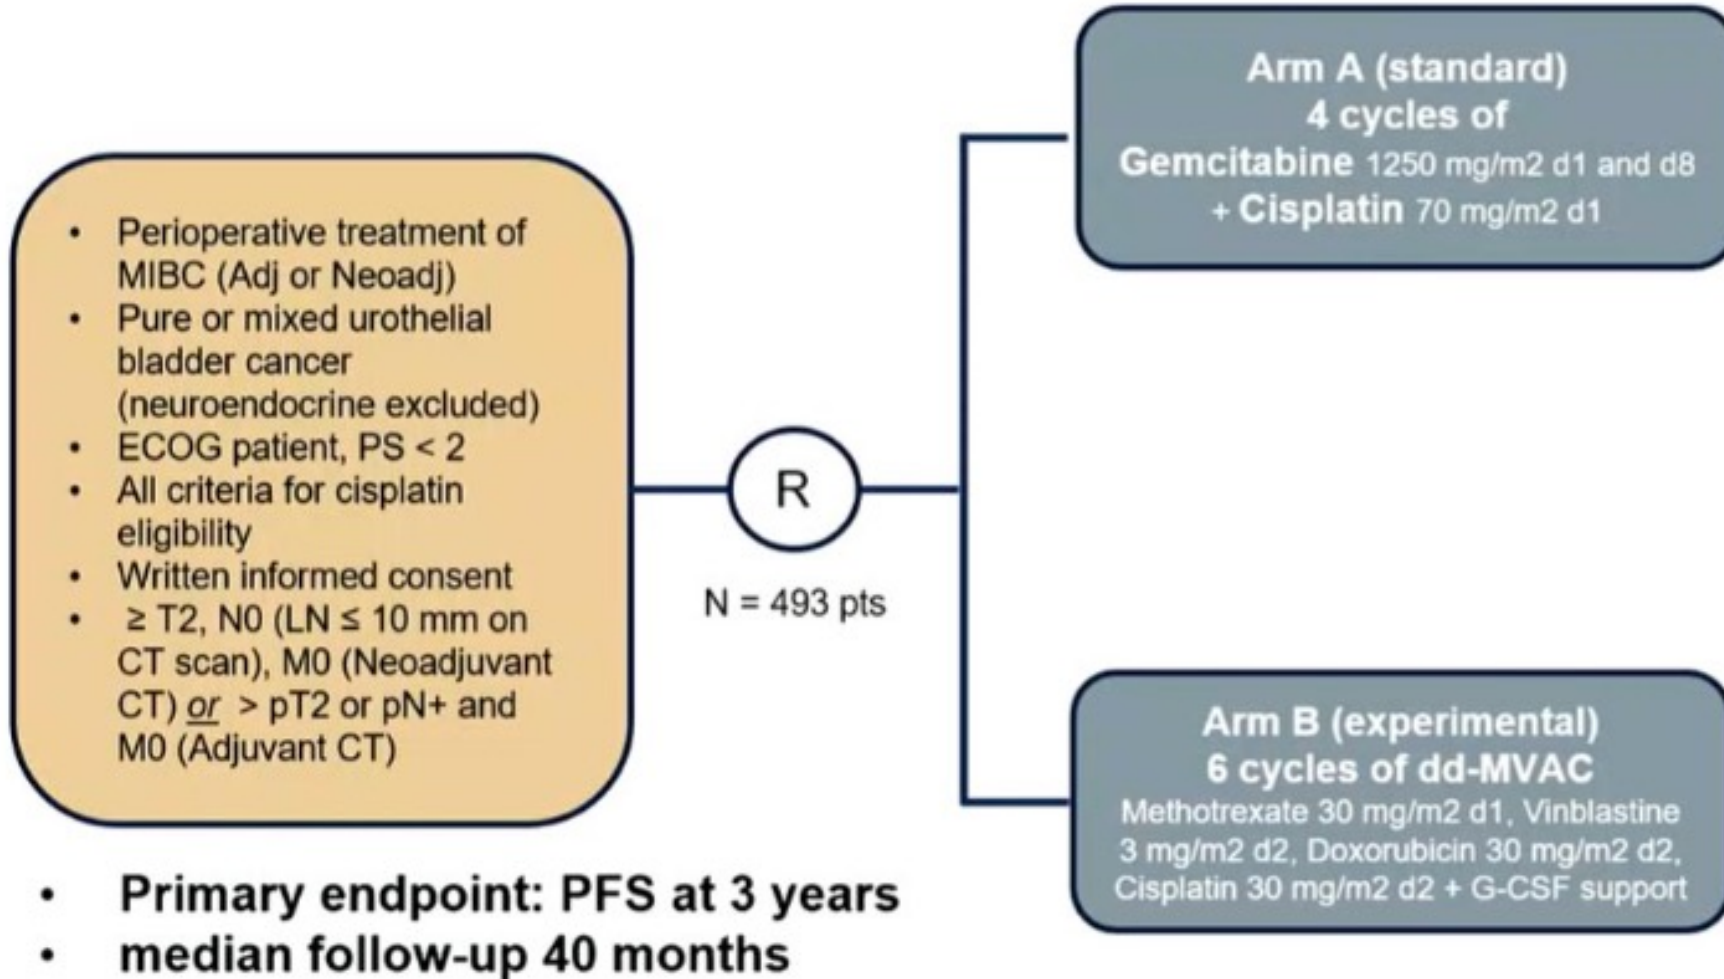 Arm A (standard)
4 cycles of
Gemcitabine 1250 mg/m2 d1 and d8
+ Cisplatin 70 mg/m2 d1
• Perioperative treatment of
MIBC (Adj or Neoadj)
• Pure or mixed urothelial
bladder cancer
(neuroendocrine excluded)
• ECOG patient, PS < 2
• All criteria for cisplatin
eligibility
• Written informed consent
• ≥ T2, N0 (LN ≤ 10 mm on
CT scan), M0 (Neoadjuvant
CT) or > pT2 or pN+ and
M0 (Adjuvant CT)
R
N = 493 pts
Arm B (experimental)
6 cycles of dd-MVAC
Methotrexate 30 mg/m2 d1, Vinblastine
3 mg/m2 d2, Doxorubicin 30 mg/m2 d2,
Cisplatin 30 mg/m2 d2 + G-CSF support
• Primary endpoint: PFS at 3 years
• median follow-up 40 months